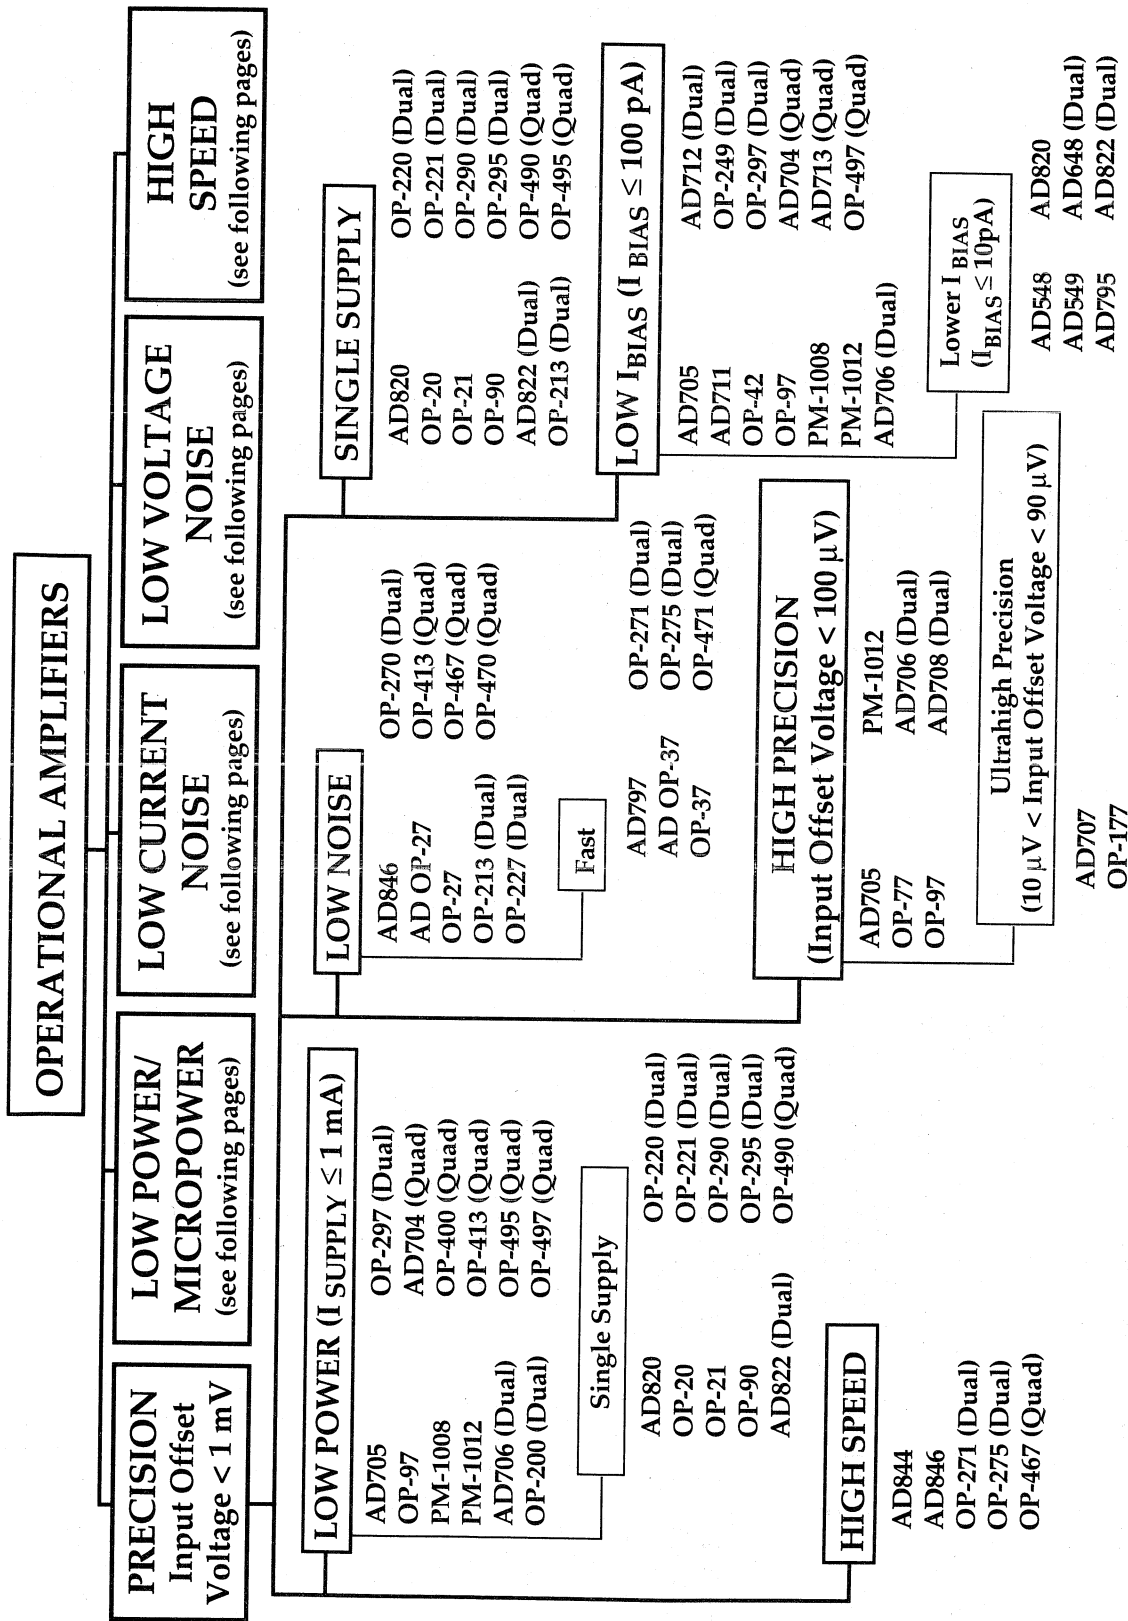 OPERATIONAL AMPLIFIERS
PRECISION
Input Offset
Voltage < 1 mV
LOW POWER/
MICROPOWER
(see following pages)
LOW CURRENT
NOISE
(see following pages)
LOW VOLTAGE
NOISE
(see following pages)
HIGH
SPEED
(see following pages)
LOW POWER (I SUPPLY ≤ 1 mA)
AD705
OP-97
PM-1008
PM-1012
AD706 (Dual)
OP-200 (Dual)
OP-297 (Dual)
AD704 (Quad)
OP-400 (Quad)
OP-413 (Quad)
OP-495 (Quad)
OP-497 (Quad)
Single Supply
AD820
OP-20
OP-21
OP-90
AD822 (Dual)
OP-220 (Dual)
OP-221 (Dual)
OP-290 (Dual)
OP-295 (Dual)
OP-490 (Quad)
HIGH SPEED
AD844
AD846
OP-271 (Dual)
OP-275 (Dual)
OP-467 (Quad)
LOW NOISE
AD846
AD OP-27
OP-27
OP-213 (Dual)
OP-227 (Dual)
OP-270 (Dual)
OP-413 (Quad)
OP-467 (Quad)
OP-470 (Quad)
Fast
AD797
AD OP-37
OP-37
OP-271 (Dual)
OP-275 (Dual)
OP-471 (Quad)
HIGH PRECISION
(Input Offset Voltage < 100 µV)
AD705
OP-77
OP-97
PM-1012
AD706 (Dual)
AD708 (Dual)
Ultrahigh Precision
(10 µV < Input Offset Voltage < 90 µV)
AD707
OP-177
SINGLE SUPPLY
AD820
OP-20
OP-21
OP-90
AD822 (Dual)
OP-213 (Dual)
OP-220 (Dual)
OP-221 (Dual)
OP-290 (Dual)
OP-295 (Dual)
OP-490 (Quad)
OP-495 (Quad)
LOW IBIAS (I BIAS ≤ 100 pA)
AD705
AD711
OP-42
OP-97
PM-1008
PM-1012
AD706 (Dual)
AD712 (Dual)
OP-249 (Dual)
OP-297 (Dual)
AD704 (Quad)
AD713 (Quad)
OP-497 (Quad)
Lower I BIAS
(IBIAS ≤ 10pA)
AD548
AD549
AD795
AD820
AD648 (Dual)
AD822 (Dual)